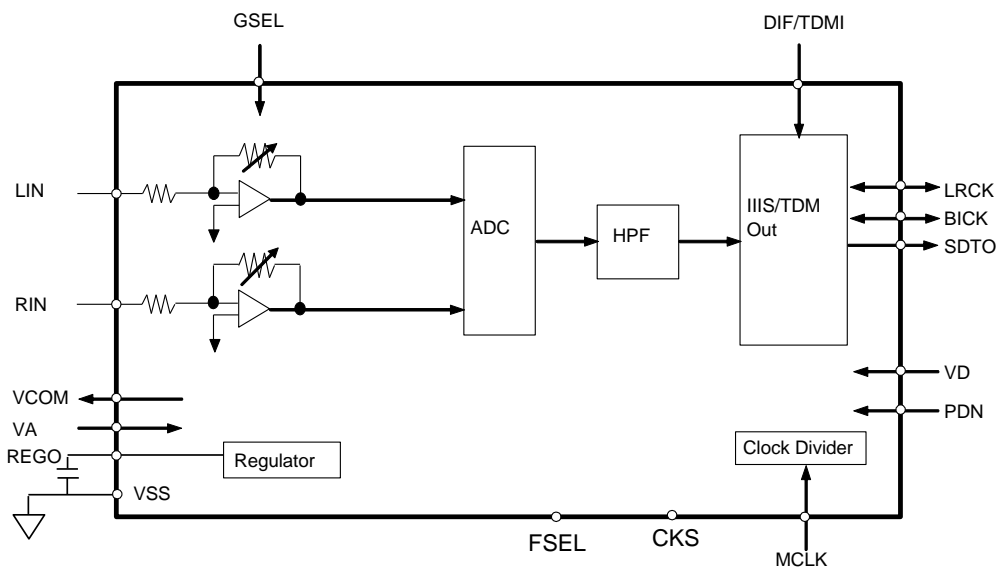 GSEL
DIF/TDMI
LIN
ADC
HPF
IIIS/TDM
Out
LRCK
BICK
SDTO
RIN
VCOM
VA
REGO
VSS
Regulator
VD
PDN
Clock Divider
FSEL
CKS
MCLK